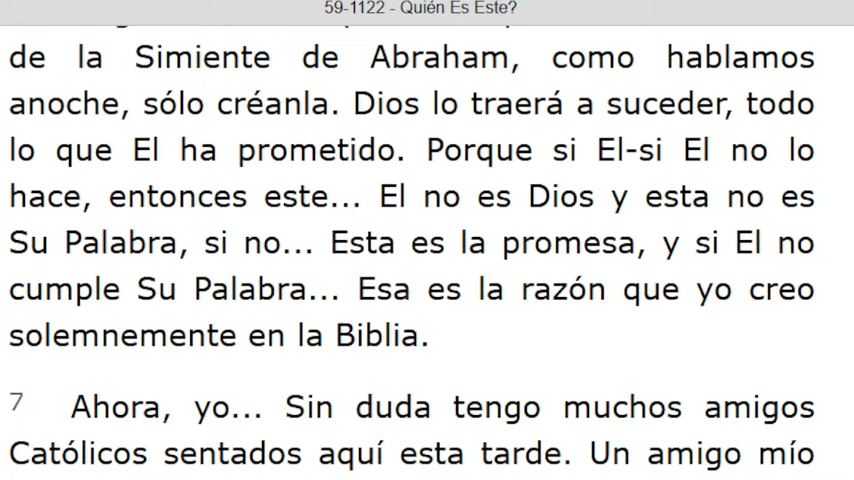 59-1122 - Quién Es Este?
de la Simiente de Abraham, como hablamos
anoche, sólo créanla. Dios lo traerá a suceder, todo
lo que El ha prometido. Porque si El-si El no lo
hace, entonces este... El no es Dios y esta no es
Su Palabra, si no... Esta es la promesa, y si El no
cumple Su Palabra... Esa es la razón que yo creo
solemnemente en la Biblia.
7 Ahora, yo... Sin duda tengo muchos amigos
Católicos sentados aquí esta tarde. Un amigo mío